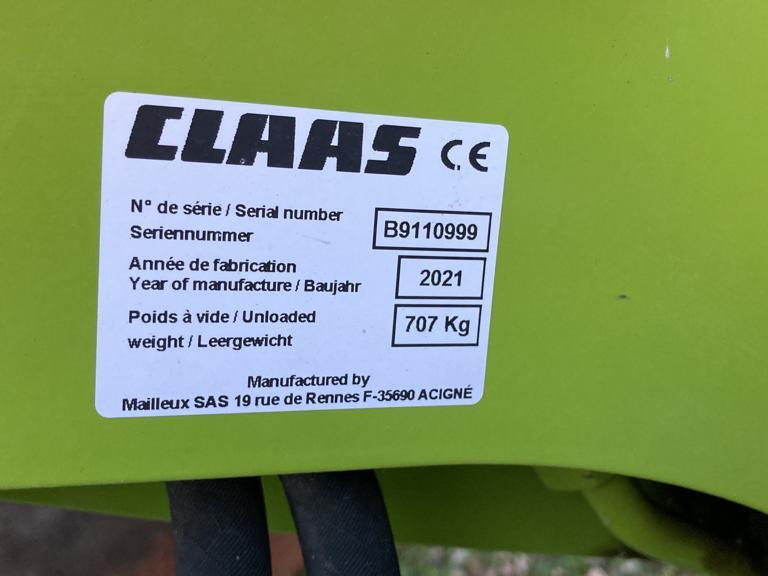 CLAAS CE
N° de série / Serial number
Seriennummer
B9110999
Année de fabrication
Year of manufacture / Baujahr
2021
Poids à vide / Unloaded
weight / Leergewicht
707 Kg
Manufactured by
Mailleux SAS 19 rue de Rennes F-35690 ACIGNÉ